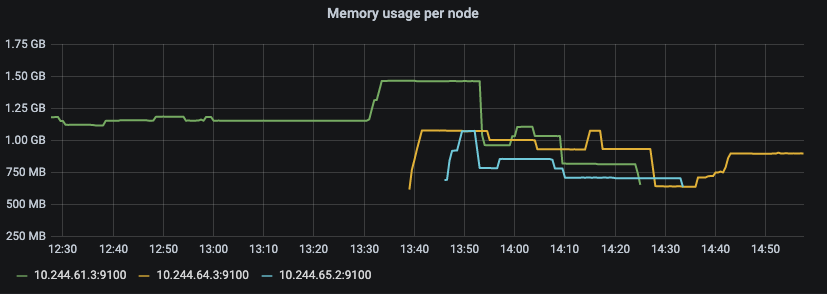 Memory usage per node
1.75 GB
1.50 GB
1.25 GB
1.00 GB
750 MB
500 MB
250 MB
12:30 12:40 12:50 13:00 13:10 13:20 13:30 13:40 13:50 14:00 14:10 14:20 14:30 14:40 14:50
10.244.61.3:9100 10.244.64.3:9100 10.244.65.2:9100